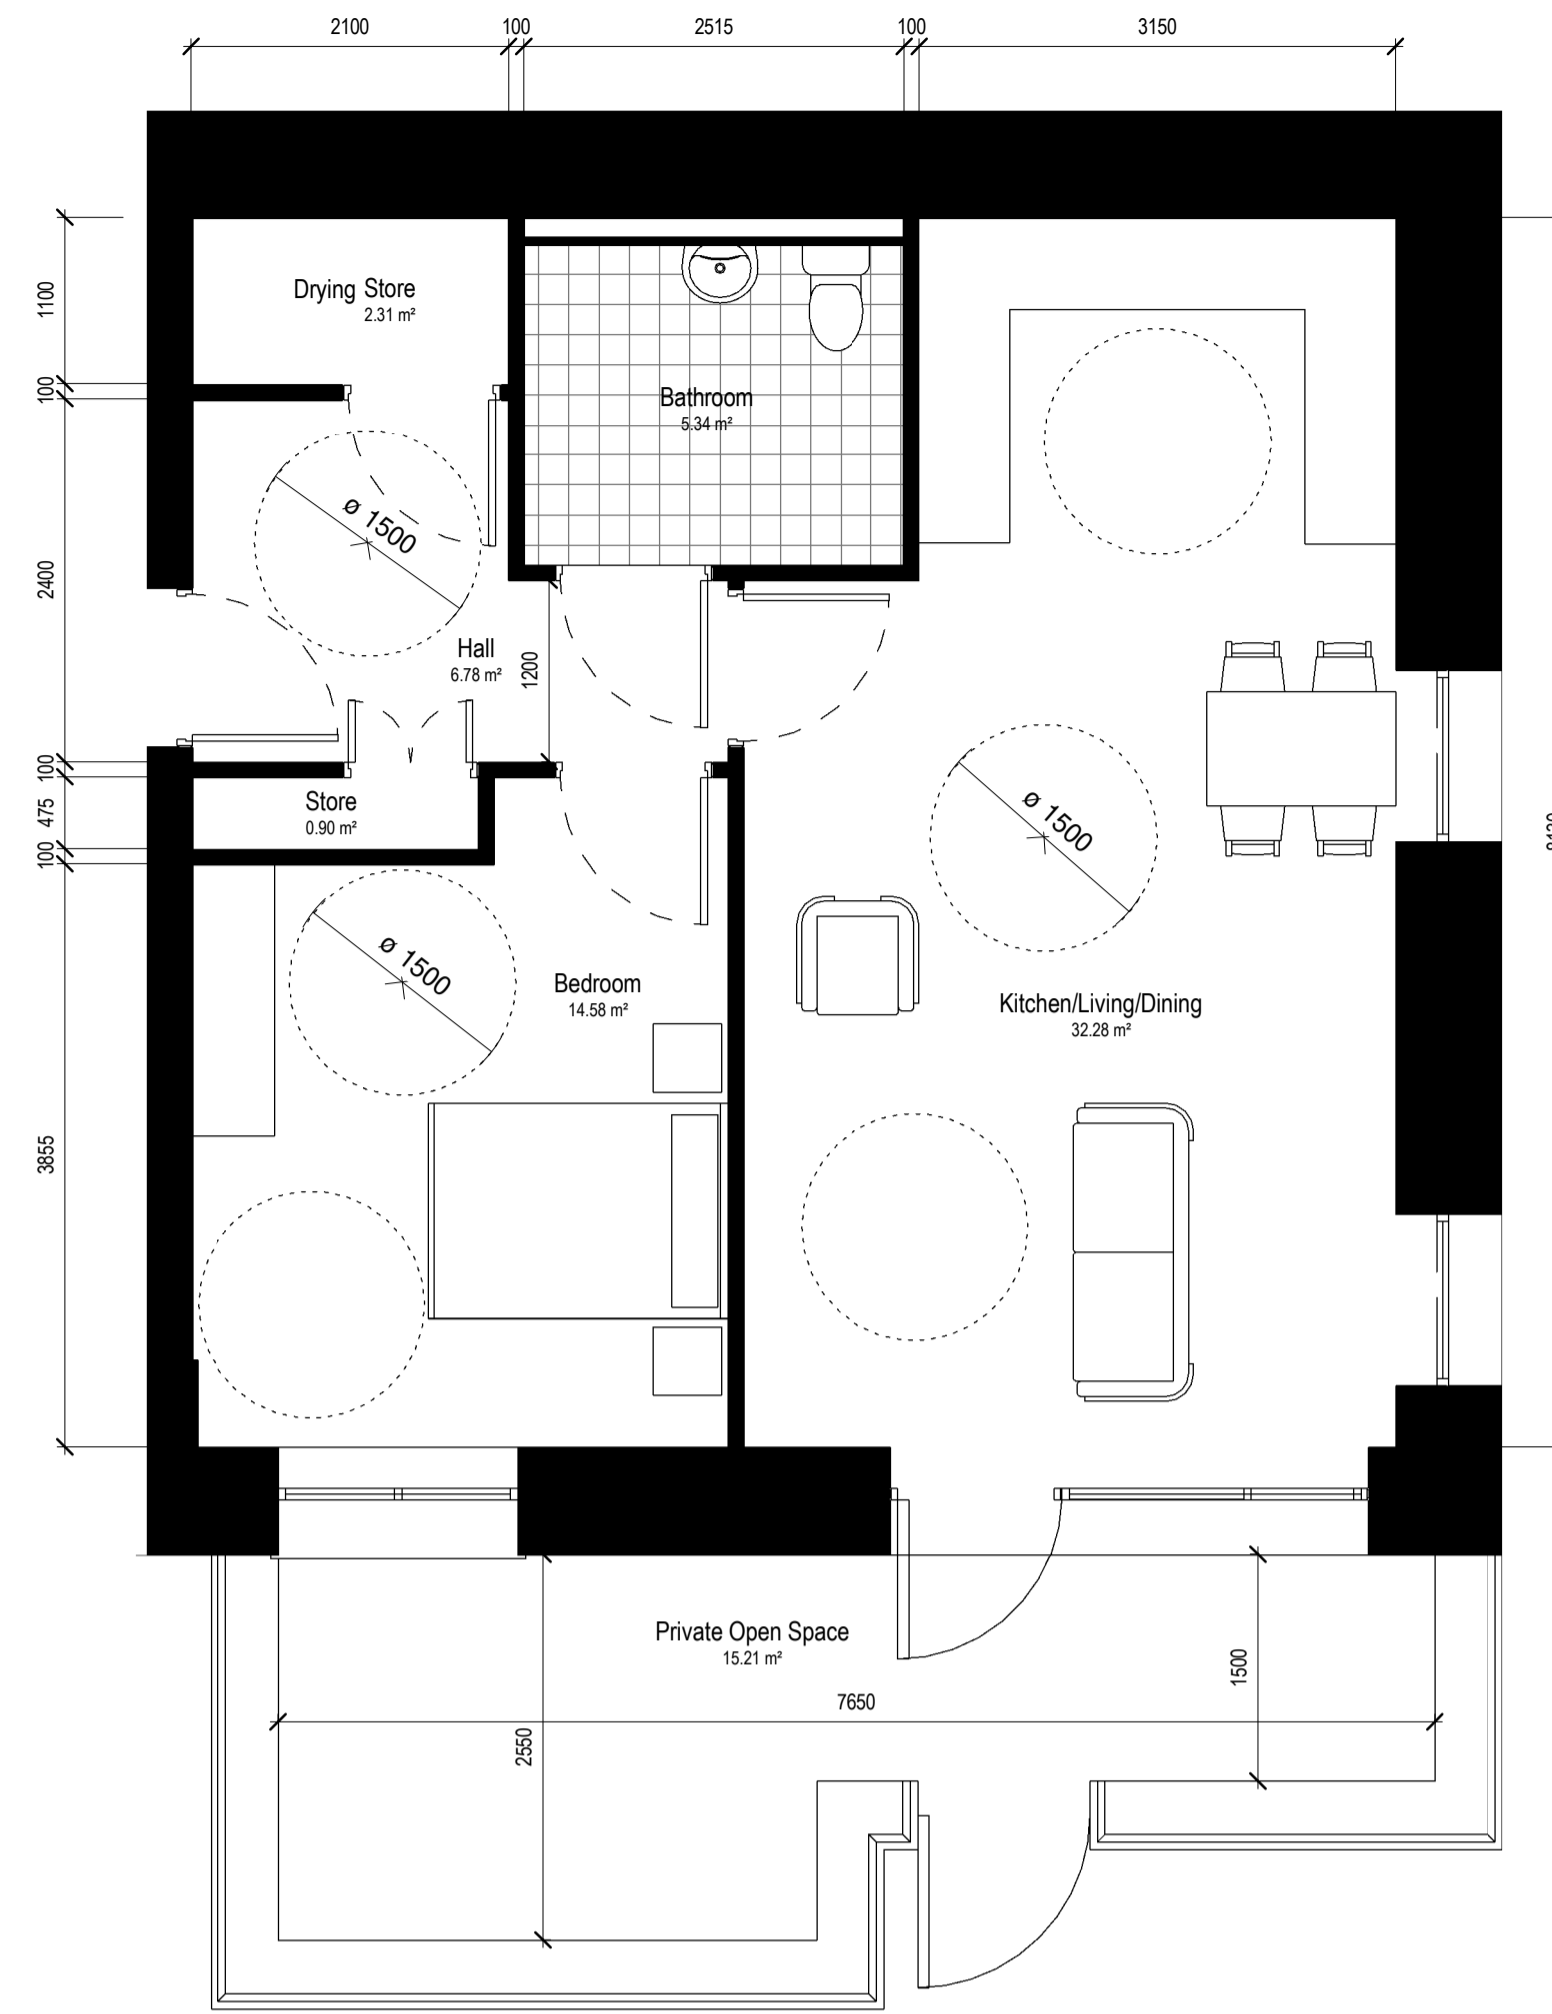 2100
100
2515
100
3150
1100
100
2400
100
475
100
3855
Drying Store
2.31 m²
Bathroom
5.34 m²
ø 1500
Hall
6.78 m²
1200
Store
0.90 m²
ø 1500
ø 1500
Bedroom
14.58 m²
Kitchen/Living/Dining
32.28 m²
Private Open Space
15.21 m²
7650
2550
1500